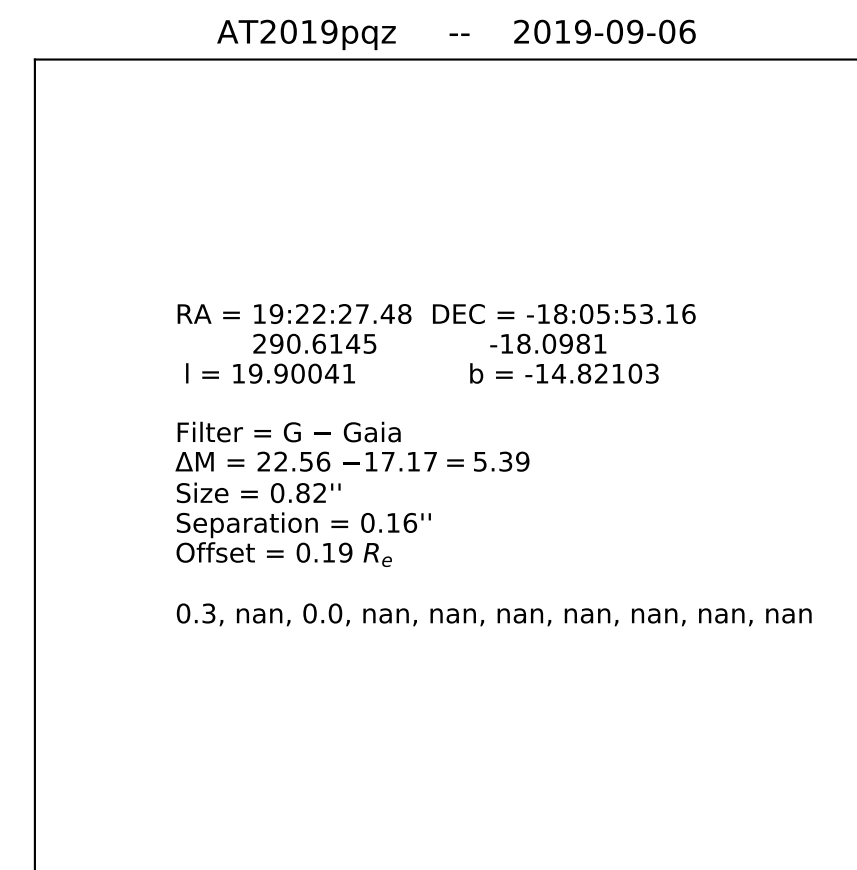 AT2019pqz -- 2019-09-06
RA = 19:22:27.48 DEC = -18:05:53.16
290.6145 -18.0981
l = 19.90041 b = -14.82103
Filter = G − Gaia
ΔM = 22.56 −17.17 = 5.39
Size = 0.82''
Separation = 0.16''
Offset = 0.19 Rₑ
0.3, nan, 0.0, nan, nan, nan, nan, nan, nan, nan